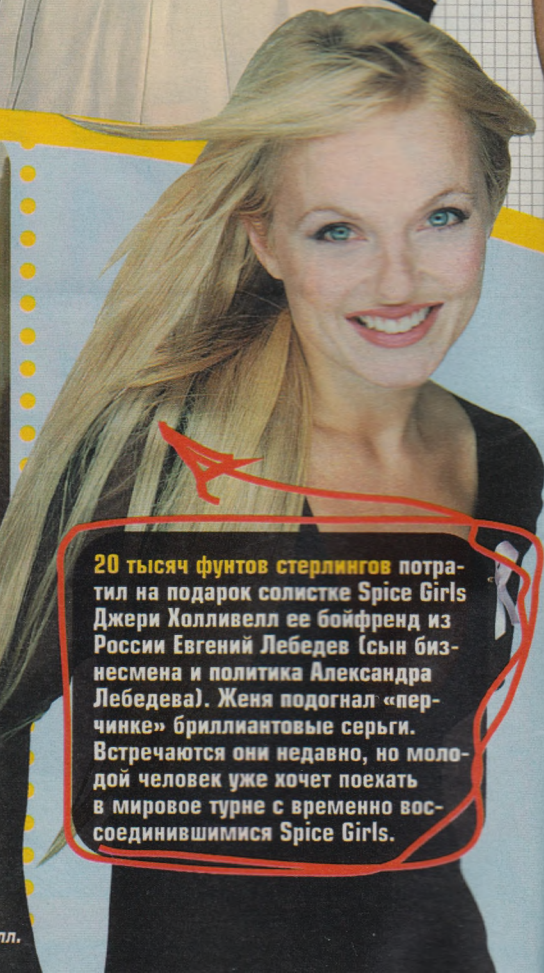 20 тысяч фунтов стерлингов потра-
тил на подарок солистке Spice Girls
Джери Холливелл ее бойфренд из
России Евгений Лебедев (сын биз-
несмена и политика Александра
Лебедева). Женя подогнал «пер-
чинке» бриллиантовые серьги.
Встречаются они недавно, но моло-
дой человек уже хочет поехать
в мировое турне с временно вос-
соединившимися Spice Girls.